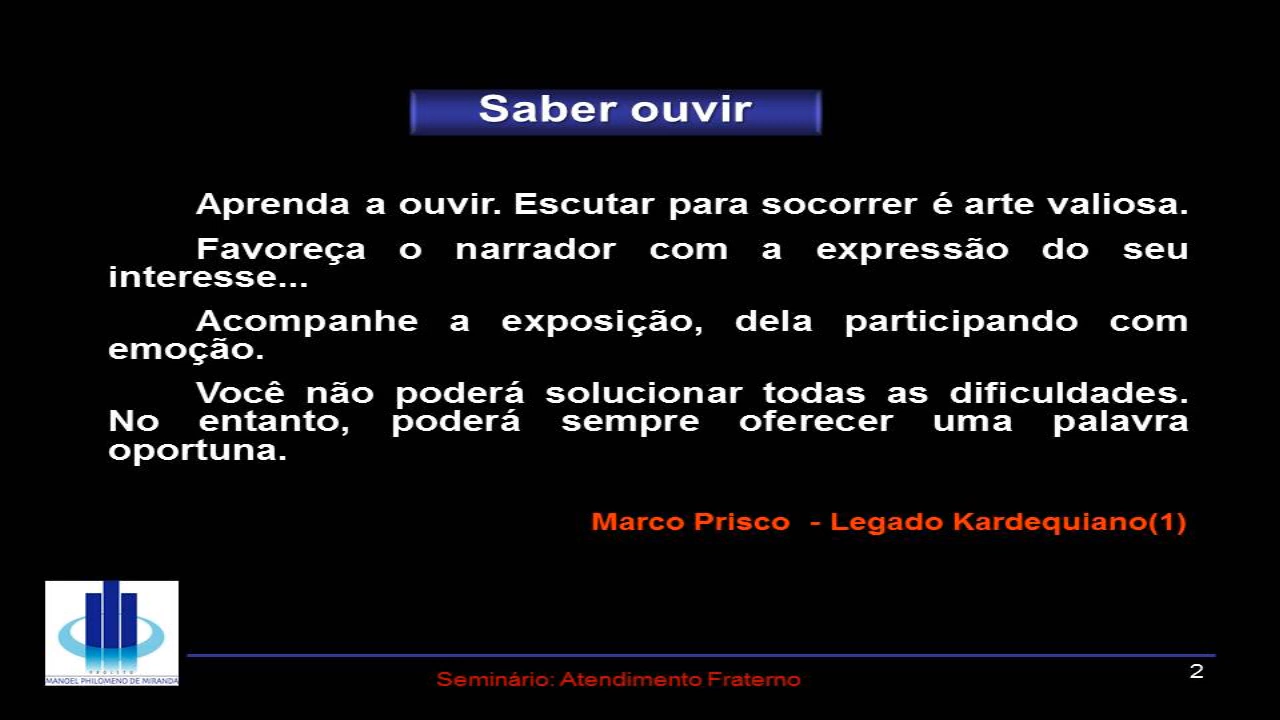 Saber ouvir
Aprenda a ouvir. Escutar para socorrer é arte valiosa.
Favoreça o narrador com a expressão do seu
interesse...
Acompanhe a exposição, dela participando com
emoção.
Você não poderá solucionar todas as dificuldades.
No entanto, poderá sempre oferecer uma palavra
oportuna.
Marco Prisco - Legado Kardequiano(1)
PROJETO
MANOEL PHILOMENO DE MIRANDA
Seminário: Atendimento Fraterno
2